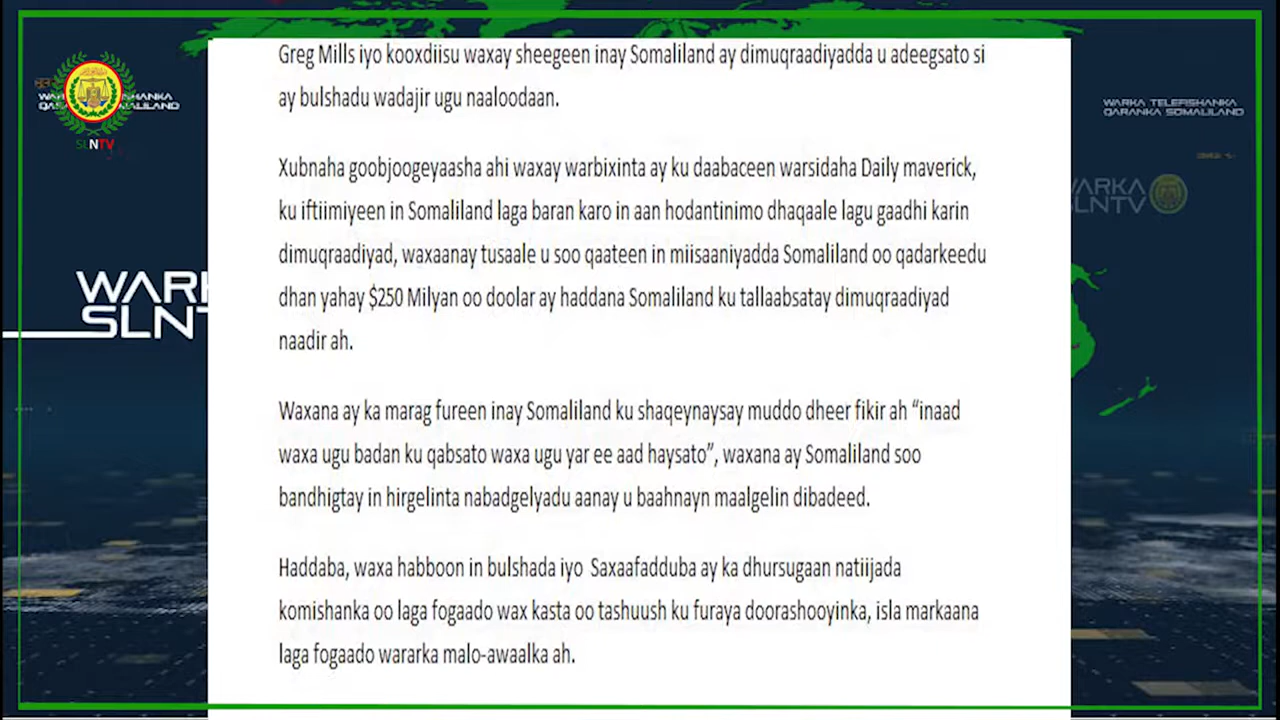 Greg Mills iyo kooxdiisu waxay sheegeen inay Somaliland ay dimuqraadiyadda u adeegsato si
ay bulshadu wadajir ugu naaloodaan.
Xubnaha goobjoogeyaasha ahi waxay warbixinta ay ku daabaceen warsidaha Daily maverick,
ku iftiimiyeen in Somaliland laga baran karo in aan hodantinimo dhaqaale lagu gaadhi karin
dimuqraadiyad, waxaanay tusaale u soo qaateen in miisaaniyadda Somaliland oo qadarkeedu
dhan yahay $250 Milyan oo doolar ay haddana Somaliland ku tallaabsatay dimuqraadiyad
naadir ah.
Waxana ay ka marag fureen inay Somaliland ku shaqeynaysay muddo dheer fikir ah “inaad
waxa ugu badan ku qabsato waxa ugu yar ee aad haysato”, waxana ay Somaliland soo
bandhigtay in hirgelinta nabadgelyadu aanay u baahnayn maalgelin dibadeed.
Haddaba, waxa habboon in bulshada iyo Saxaafadduba ay ka dhursugaan natiijada
komishanka oo laga fogaado wax kasta oo tashuush ku furaya doorashooyinka, isla markaana
laga fogaado wararka malo-awaalka ah.
SLNTV
WARKA TELEFISHANKA
QARANKA SOMALILAND
WARKA
SLNTV